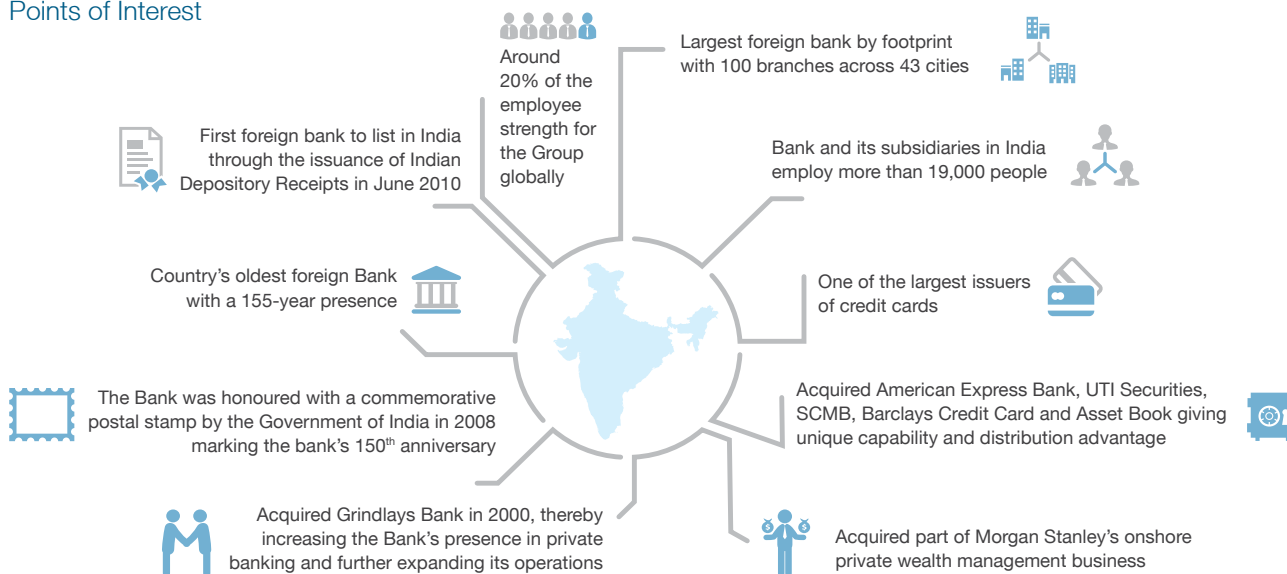 Points of Interest
Around
20% of the
employee
strength for
the Group
globally
Largest foreign bank by footprint
with 100 branches across 43 cities
First foreign bank to list in India
through the issuance of Indian
Depository Receipts in June 2010
Bank and its subsidiaries in India
employ more than 19,000 people
Country's oldest foreign Bank
with a 155-year presence
One of the largest issuers
of credit cards
The Bank was honoured with a commemorative
postal stamp by the Government of India in 2008
marking the bank's 150th anniversary
Acquired American Express Bank, UTI Securities,
SCMB, Barclays Credit Card and Asset Book giving
unique capability and distribution advantage
Acquired Grindlays Bank in 2000, thereby
increasing the Bank's presence in private
banking and further expanding its operations
$ $
Acquired part of Morgan Stanley's onshore
private wealth management business